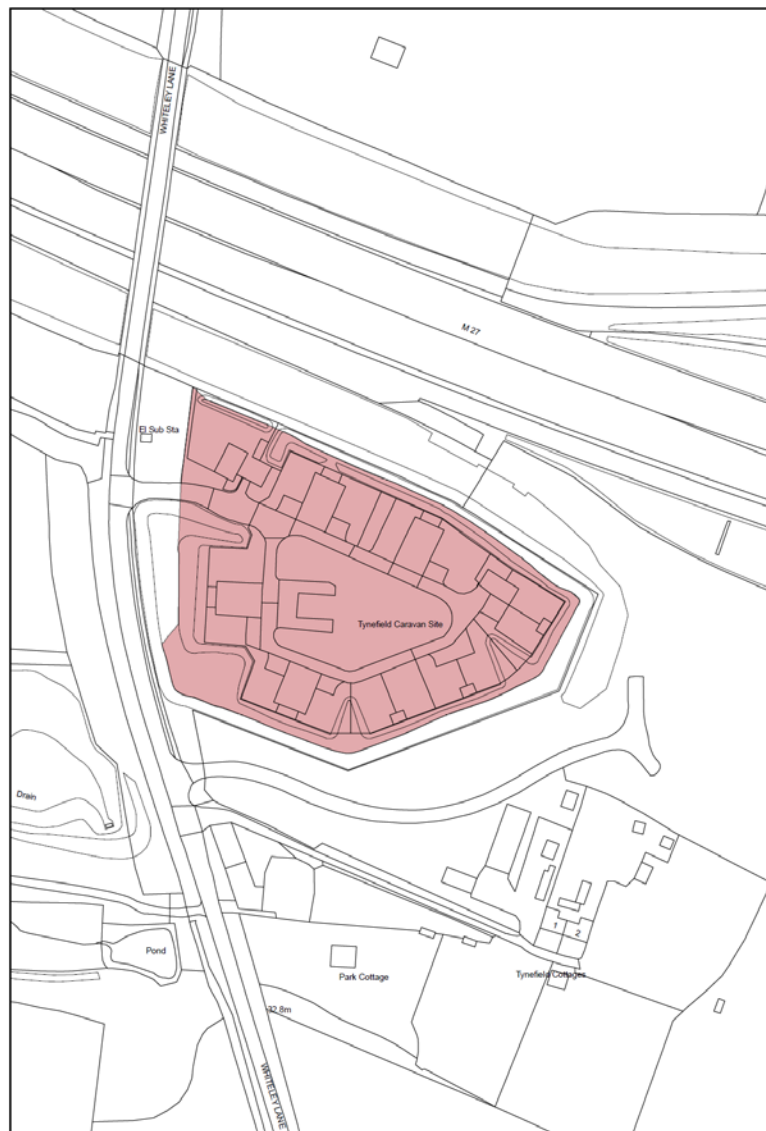 WHITELEY LANE
M 27
El Sub Sta
Tynefield Caravan Site
Drain
1
2
Pond
Park Cottage
Tynefield Cottages
32.8m
WHITELEY LANE